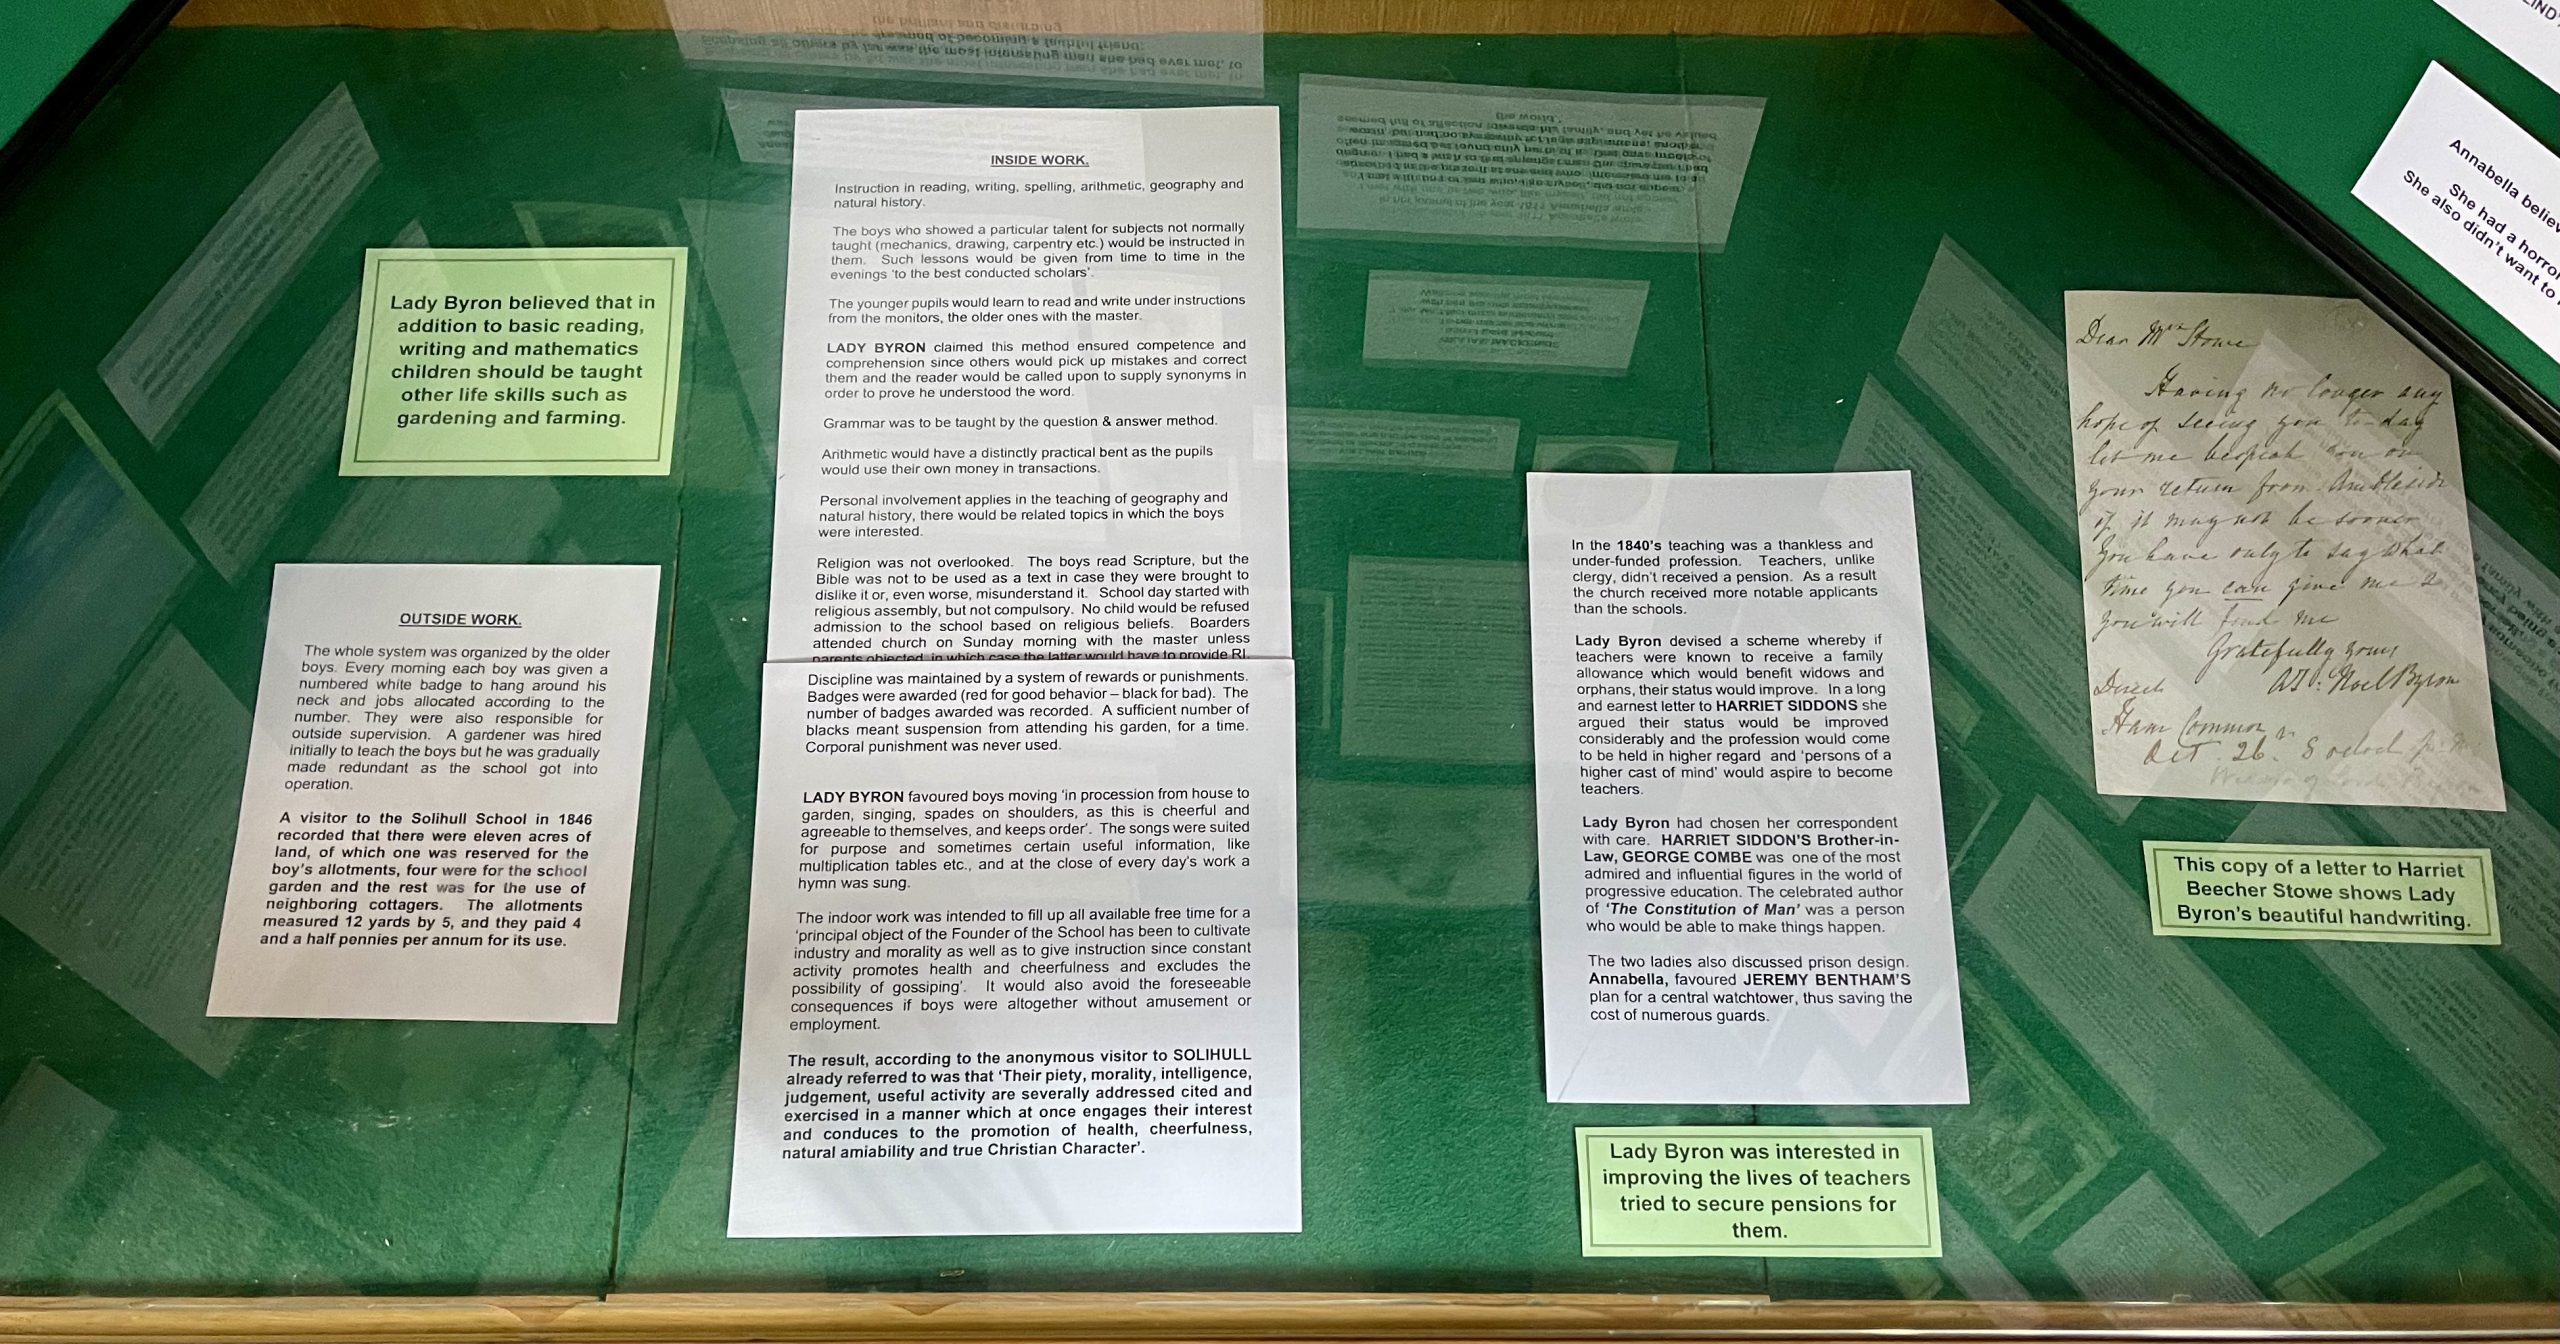 Lady Byron believed that in
addition to basic reading,
writing and mathematics
children should be taught
other life skills such as
gardening and farming.
OUTSIDE WORK.
The whole system was organized by the older
boys. Every morning each boy was given a
numbered white badge to hang around his
neck and jobs allocated according to the
number. They were also responsible for
outside supervision. A gardener was hired
initially to teach the boys but he was gradually
made redundant as the school got into
operation.
A visitor to the Solihull School in 1846
recorded that there were eleven acres of
land, of which one was reserved for the
boy's allotments, four were for the school
garden and the rest was for the use of
neighboring cottagers. The allotments
measured 12 yards by 5, and they paid 4
and a half pennies per annum for its use.
INSIDE WORK.
Instruction in reading, writing, spelling, arithmetic, geography and
natural history.
The boys who showed a particular talent for subjects not normally
taught (mechanics, drawing, carpentry etc.) would be instructed in
them. Such lessons would be given from time to time in the
evenings 'to the best conducted scholars'.
The younger pupils would learn to read and write under instructions
from the monitors, the older ones with the master.
LADY BYRON claimed this method ensured competence and
comprehension since others would pick up mistakes and correct
them and the reader would be called upon to supply synonyms in
order to prove he understood the word.
Grammar was to be taught by the question & answer method.
Arithmetic would have a distinctly practical bent as the pupils
would use their own money in transactions.
Personal involvement applies in the teaching of geography and
natural history, there would be related topics in which the boys
were interested.
Religion was not overlooked. The boys read Scripture, but the
Bible was not to be used as a text in case they were brought to
dislike it or, even worse, misunderstand it. School day started with
religious assembly, but not compulsory. No child would be refused
admission to the school based on religious beliefs. Boarders
attended church on Sunday morning with the master unless
parents objected, in which case the latter would have to provide RI.
Discipline was maintained by a system of rewards or punishments.
Badges were awarded (red for good behavior – black for bad). The
number of badges awarded was recorded. A sufficient number of
blacks meant suspension from attending his garden, for a time.
Corporal punishment was never used.
LADY BYRON favoured boys moving 'in procession from house to
garden, singing, spades on shoulders, as this is cheerful and
agreeable to themselves, and keeps order'. The songs were suited
for purpose and sometimes certain useful information, like
multiplication tables etc., and at the close of every day's work a
hymn was sung.
The indoor work was intended to fill up all available free time for a
'principal object of the Founder of the School has been to cultivate
industry and morality as well as to give instruction since constant
activity promotes health and cheerfulness and excludes the
possibility of gossiping'. It would also avoid the foreseeable
consequences if boys were altogether without amusement or
employment.
The result, according to the anonymous visitor to SOLIHULL
already referred to was that 'Their piety, morality, intelligence,
judgement, useful activity are severally addressed cited and
exercised in a manner which at once engages their interest
and conduces to the promotion of health, cheerfulness,
natural amiability and true Christian Character'.
In the 1840's teaching was a thankless and
under-funded profession. Teachers, unlike
clergy, didn't received a pension. As a result
the church received more notable applicants
than the schools.
Lady Byron devised a scheme whereby if
teachers were known to receive a family
allowance which would benefit widows and
orphans, their status would improve. In a long
and earnest letter to HARRIET SIDDONS she
argued their status would be improved
considerably and the profession would come
to be held in higher regard and 'persons of a
higher cast of mind' would aspire to become
teachers.
Lady Byron had chosen her correspondent
with care. HARRIET SIDDON'S Brother-in-
Law, GEORGE COMBE was one of the most
admired and influential figures in the world of
progressive education. The celebrated author
of 'The Constitution of Man' was a person
who would be able to make things happen.
The two ladies also discussed prison design.
Annabella, favoured JEREMY BENTHAM'S
plan for a central watchtower, thus saving the
cost of numerous guards.
Lady Byron was interested in
improving the lives of teachers
tried to secure pensions for
them.
Dear Mrs Stowe
Having no longer any
hope of seeing you to-day
let me bespeak you on
your return from Ambleside
if it may not be sooner
You have only to say what
time you can give me &
you will find me
Gratefully yours
A I Noel Byron
Direct
Ham Common
Oct. 26. 8 oclock
This copy of a letter to Harriet
Beecher Stowe shows Lady
Byron's beautiful handwriting.
Annabella
She had a
She also didn't want to